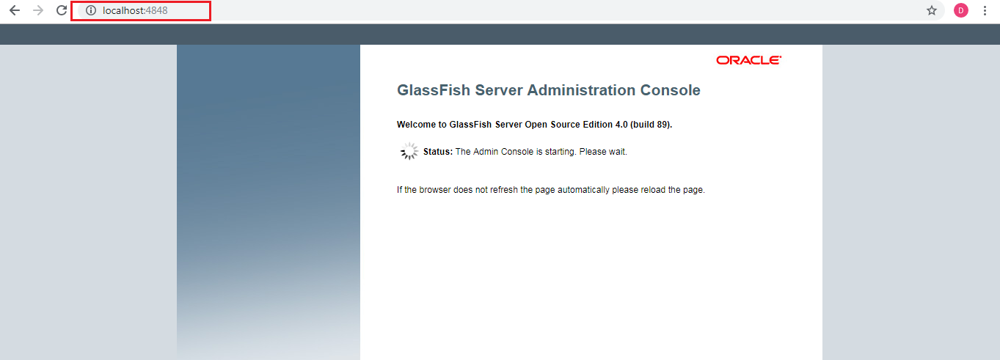 localhost:4848
D
ORACLE
GlassFish Server Administration Console
Welcome to GlassFish Server Open Source Edition 4.0 (build 89).
Status: The Admin Console is starting. Please wait.
If the browser does not refresh the page automatically please reload the page.